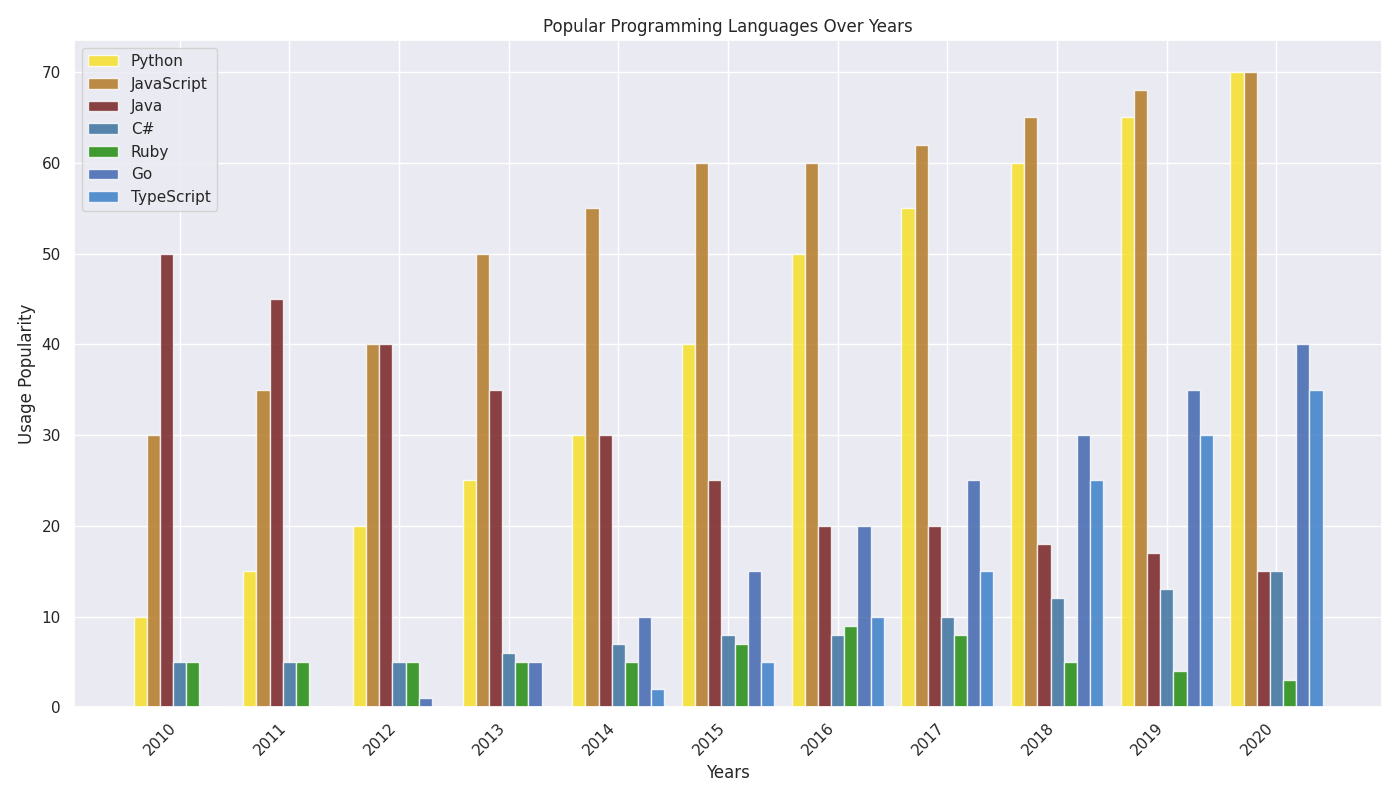 Popular Programming Languages Over Years
Python
JavaScript
Java
C#
Ruby
Go
TypeScript
Usage Popularity
70
60
50
40
30
20
10
0
2010
2011
2012
2013
2014
2015
2016
2017
2018
2019
2020
Years